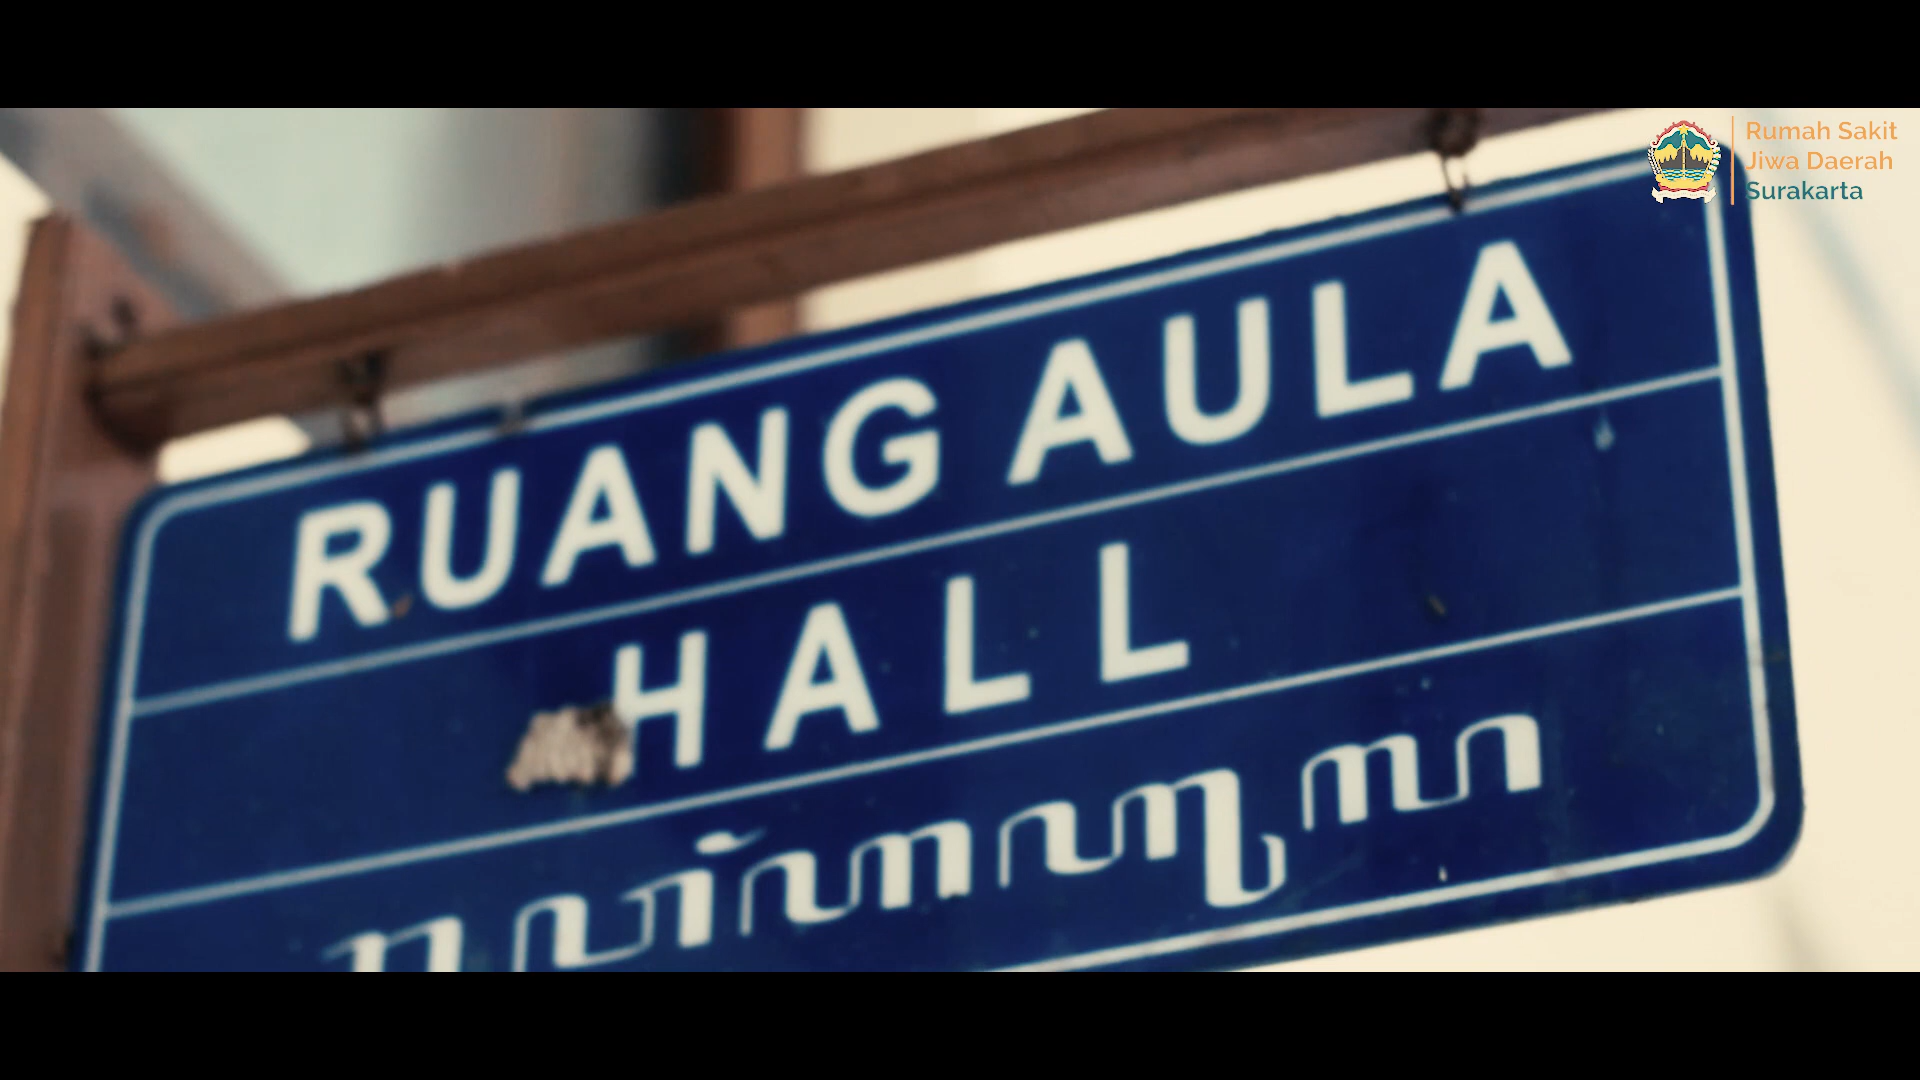 RUANG AULA
HALL
Rumah Sakit
Jiwa Daerah
Surakarta